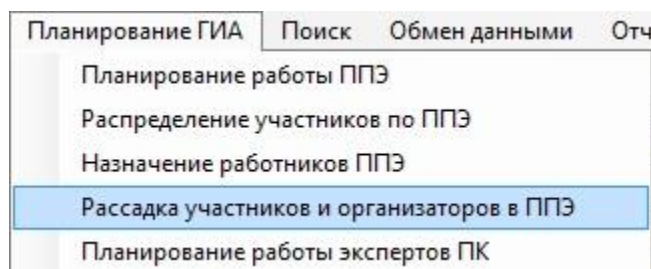 Планирование ГИА Поиск Обмен данными Отч
Планирование работы ППЭ
Распределение участников по ППЭ
Назначение работников ППЭ
Рассадка участников и организаторов в ППЭ
Планирование работы экспертов ПК